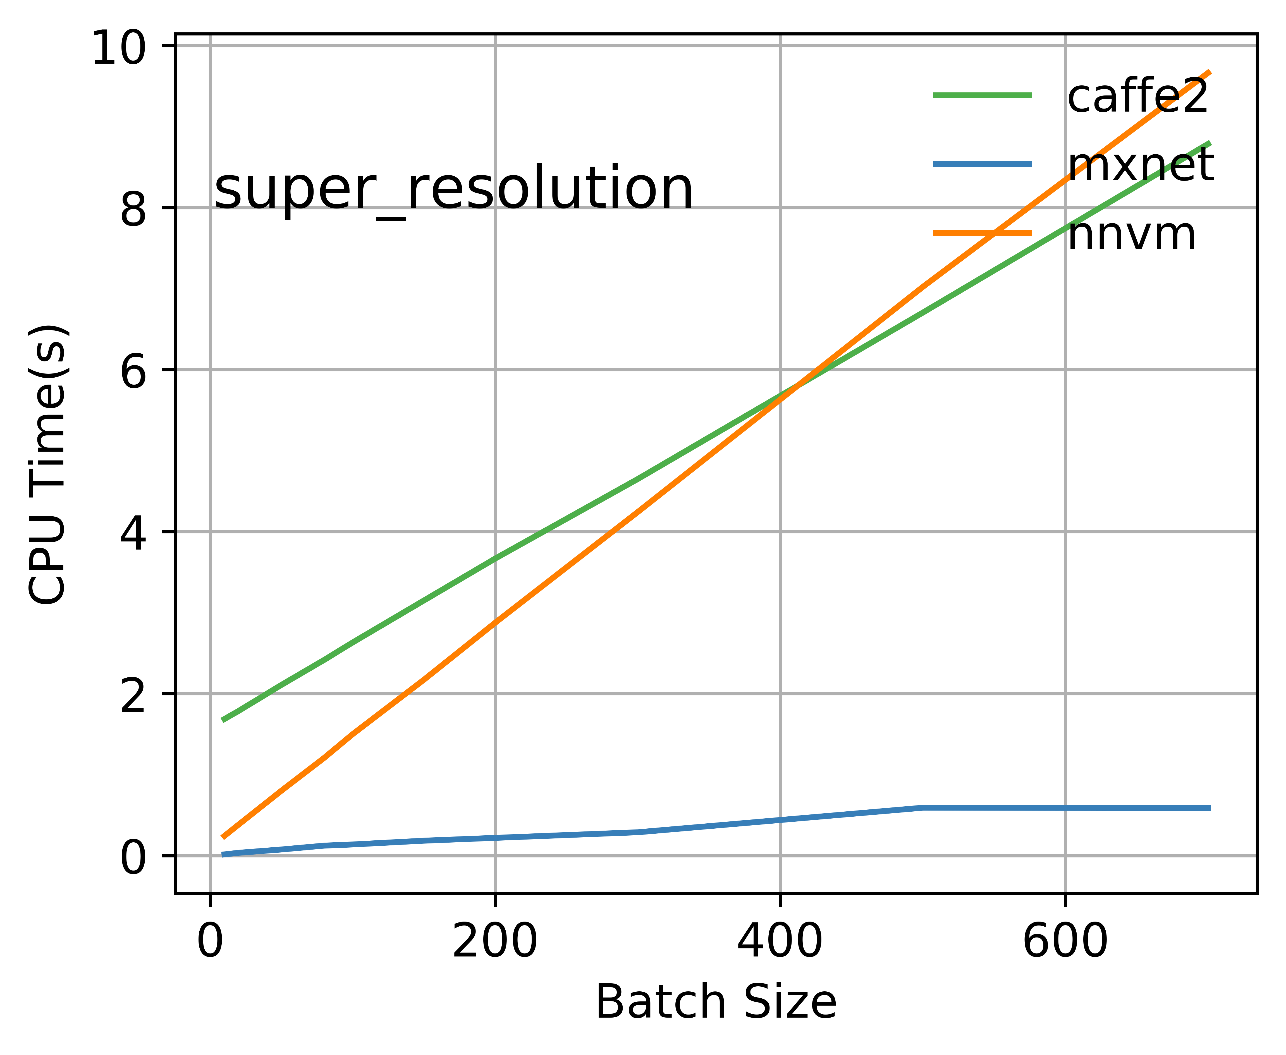 10
8
6
4
2
0
CPU Time(s)
super_resolution
caffe2
mxnet
nnvm
0 200 400 600
Batch Size